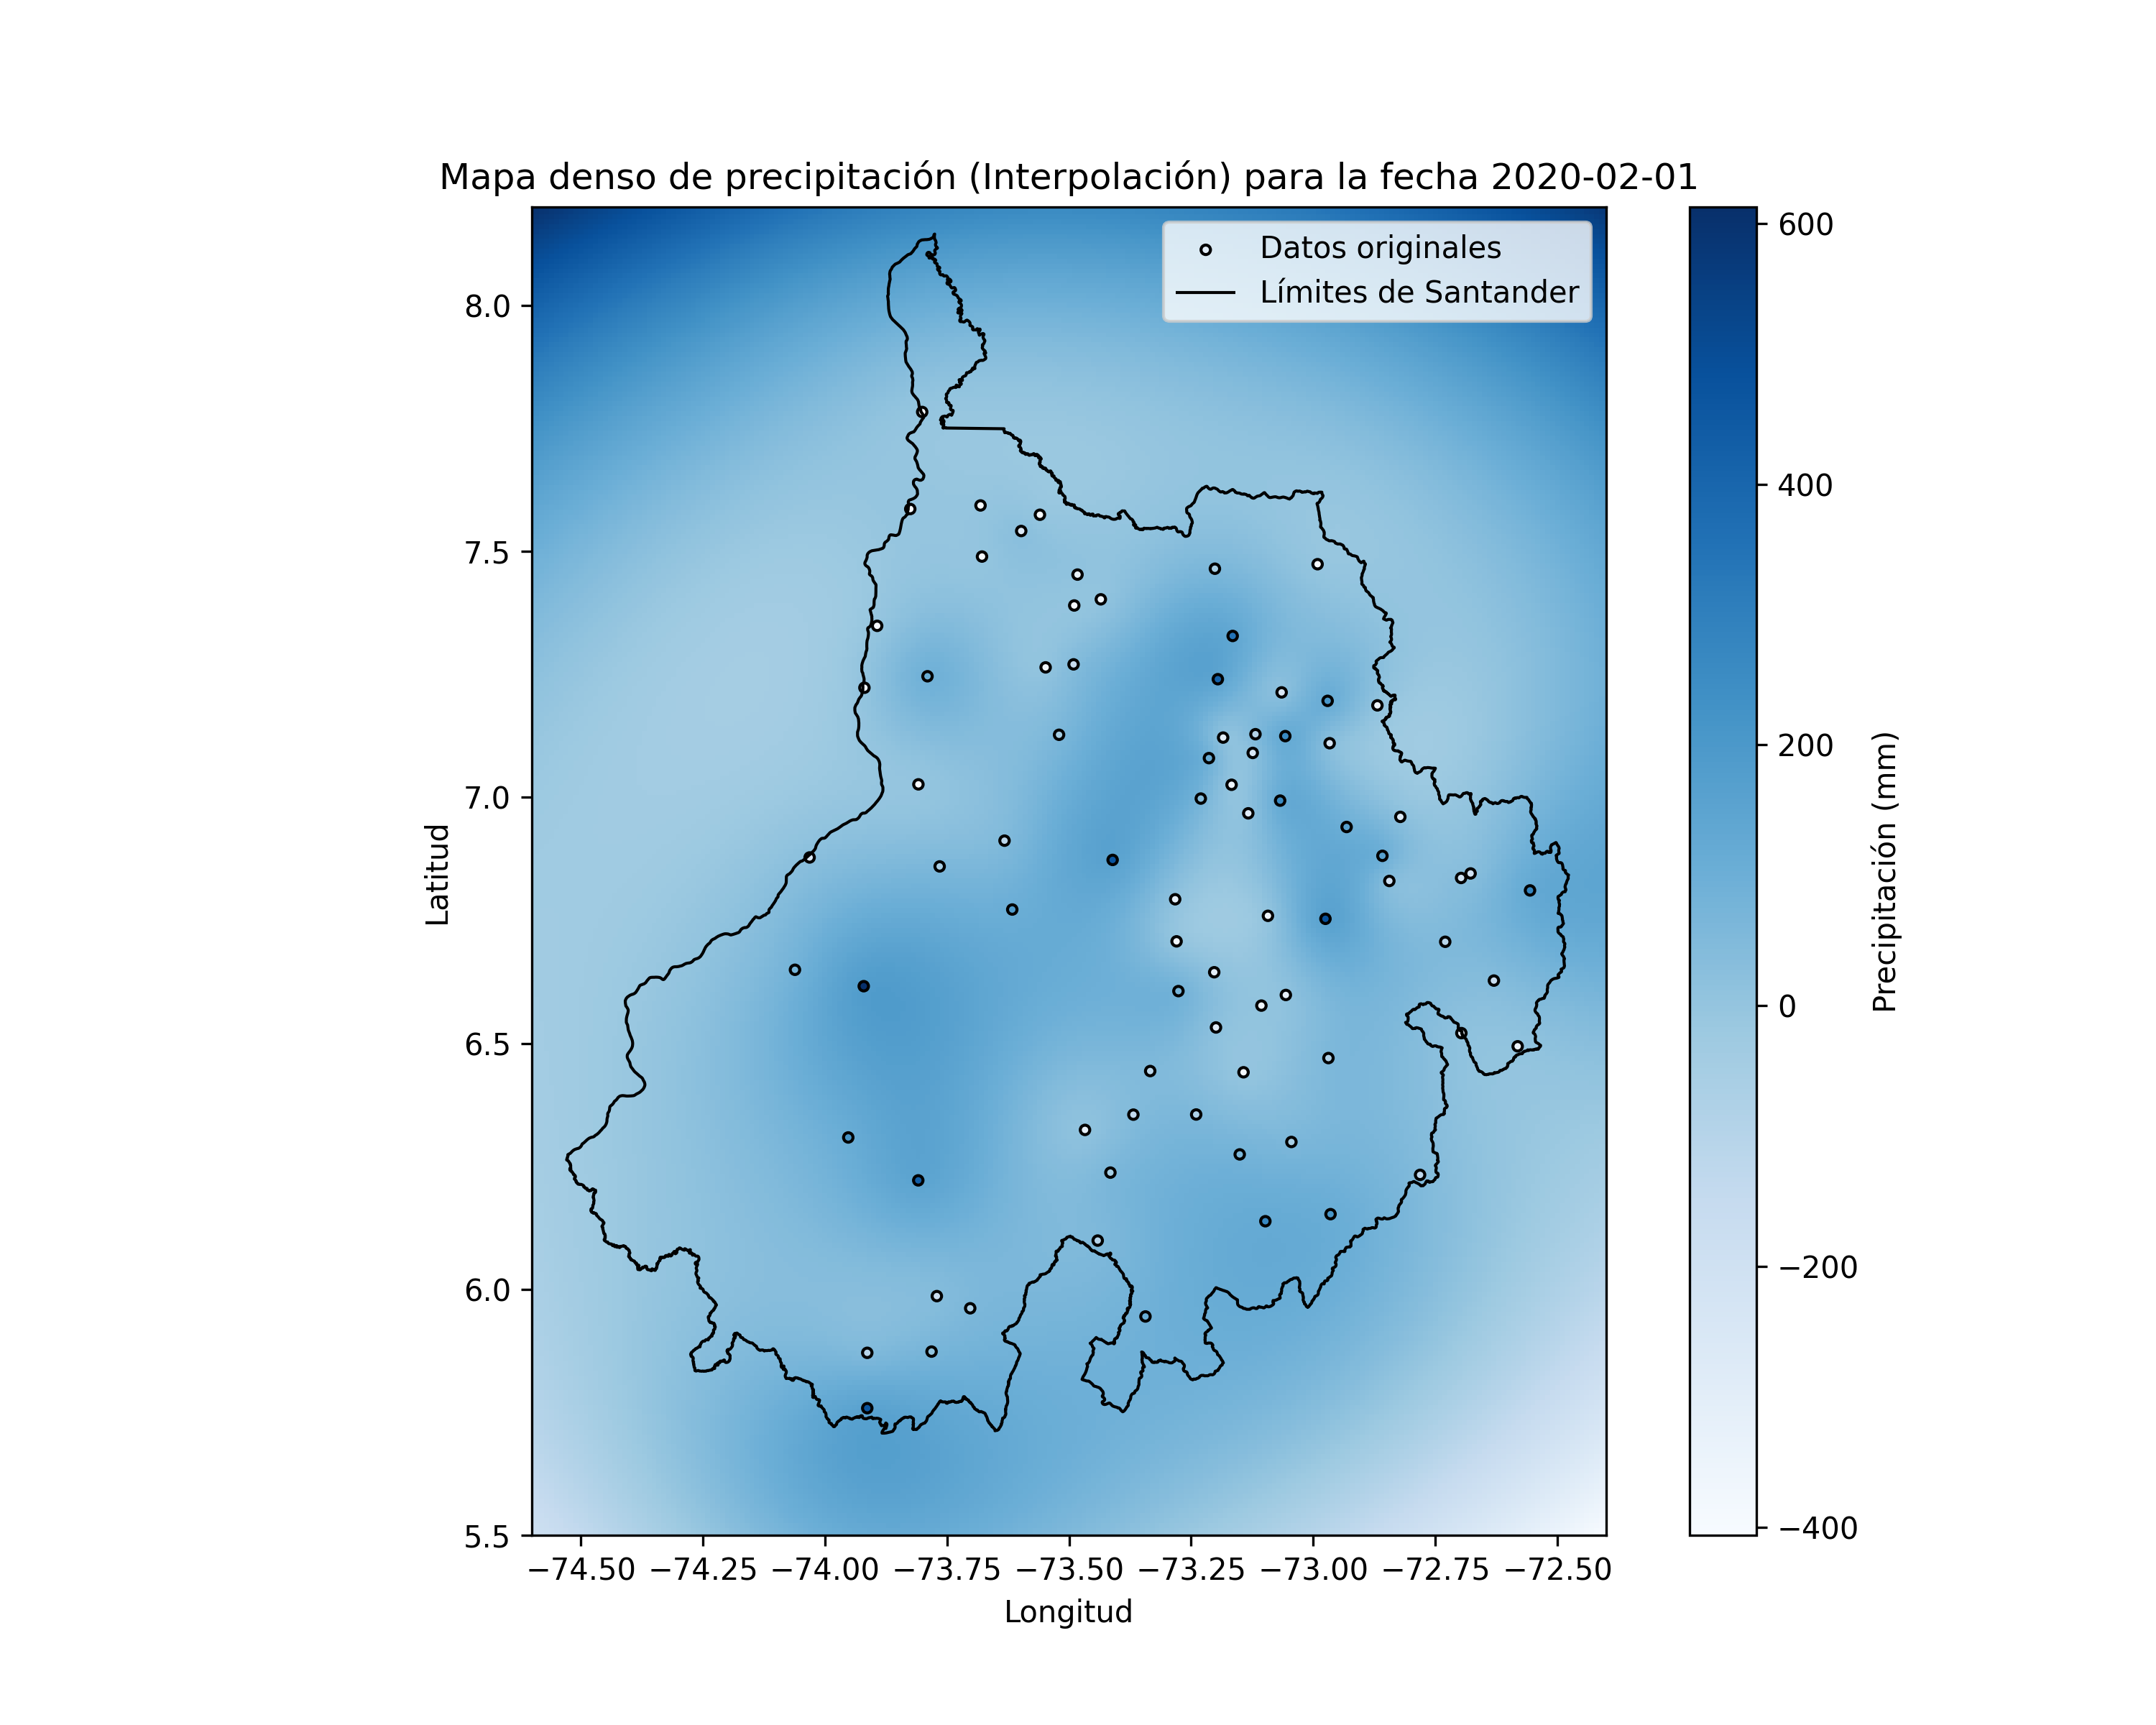 Mapa denso de precipitación (Interpolación) para la fecha 2020-02-01
Datos originales
Límites de Santander
8.0
7.5
7.0
6.5
6.0
5.5
Latitud
−74.50 −74.25 −74.00 −73.75 −73.50 −73.25 −73.00 −72.75 −72.50
Longitud
600
400
200
0
−200
−400
Precipitación (mm)